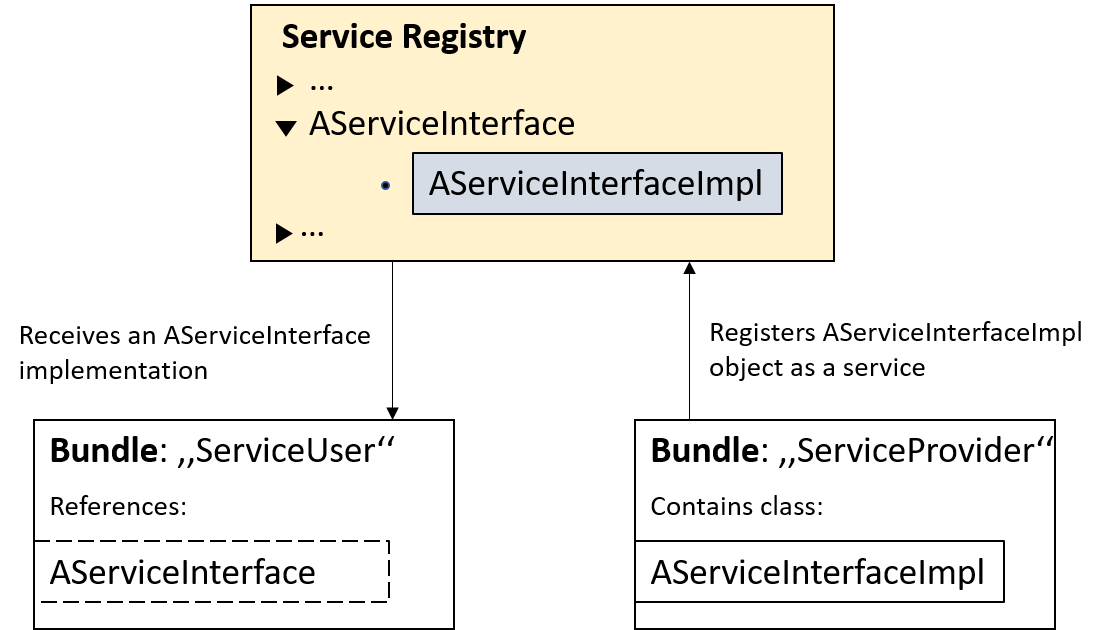 Service Registry
...
AServiceInterface
AServiceInterfaceImpl
...
Receives an AServiceInterface
implementation
Registers AServiceInterfaceImpl
object as a service
Bundle: ,,ServiceUser“
References:
AServiceInterface
Bundle: ,,ServiceProvider“
Contains class:
AServiceInterfaceImpl